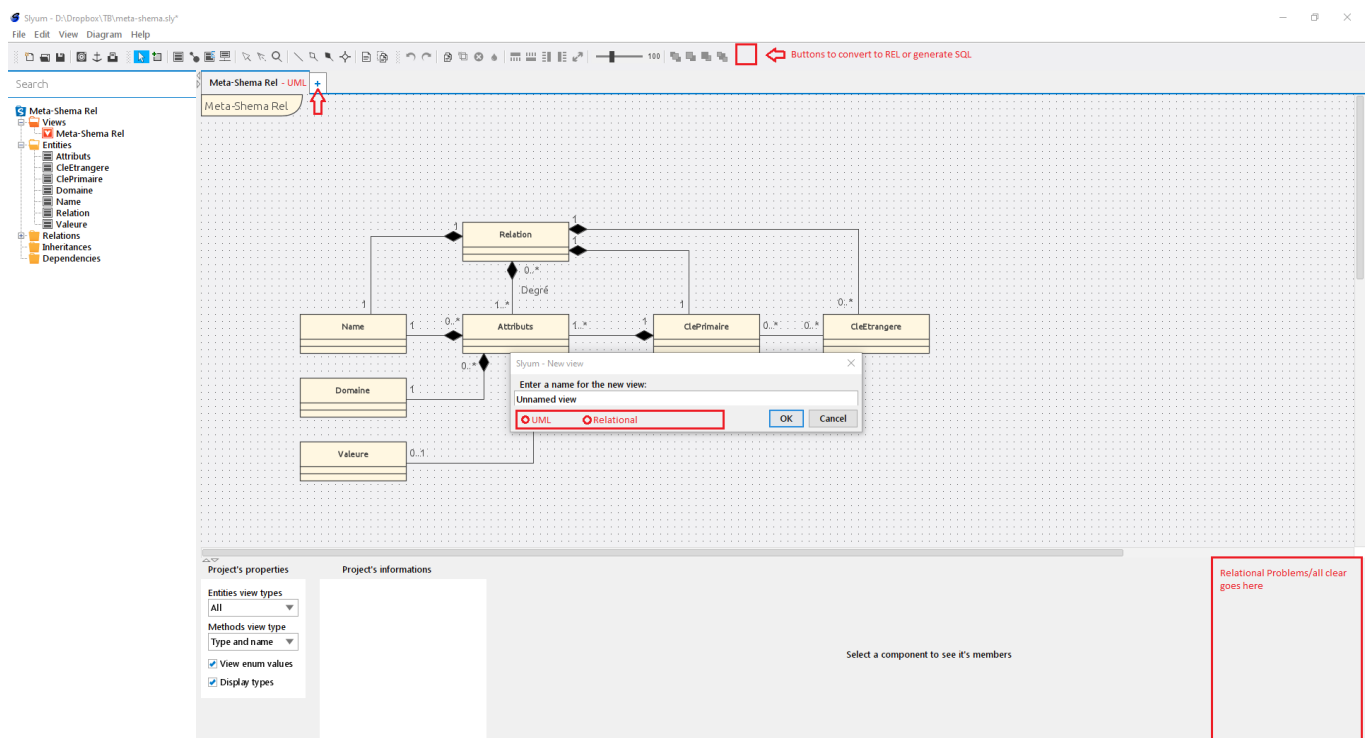 Slyum - D:\Dropbox\TB\meta-shema.sly*
File Edit View Diagram Help
100
Buttons to convert to REL or generate SQL
Search
Meta-Shema Rel - UML
+
Meta-Shema Rel
Meta-Shema Rel
Views
Meta-Shema Rel
Entities
Attributs
CleEtrangere
ClePrimaire
Domaine
Name
Relation
Valeure
Relations
Inheritances
Dependencies
1
Relation
1
1
0..*
Degré
1
1..*
1
0..*
Name
1
0..*
Attributs
1..*
1
ClePrimaire
0..*
0..*
CleEtrangere
0..*
Domaine
1
Valeure
0..1
Slyum - New view
Enter a name for the new view:
Unnamed view
UML
Relational
OK
Cancel
Project's properties
Project's informations
Entities view types
All
Methods view type
Type and name
View enum values
Display types
Select a component to see it's members
Relational Problems/all clear
goes here